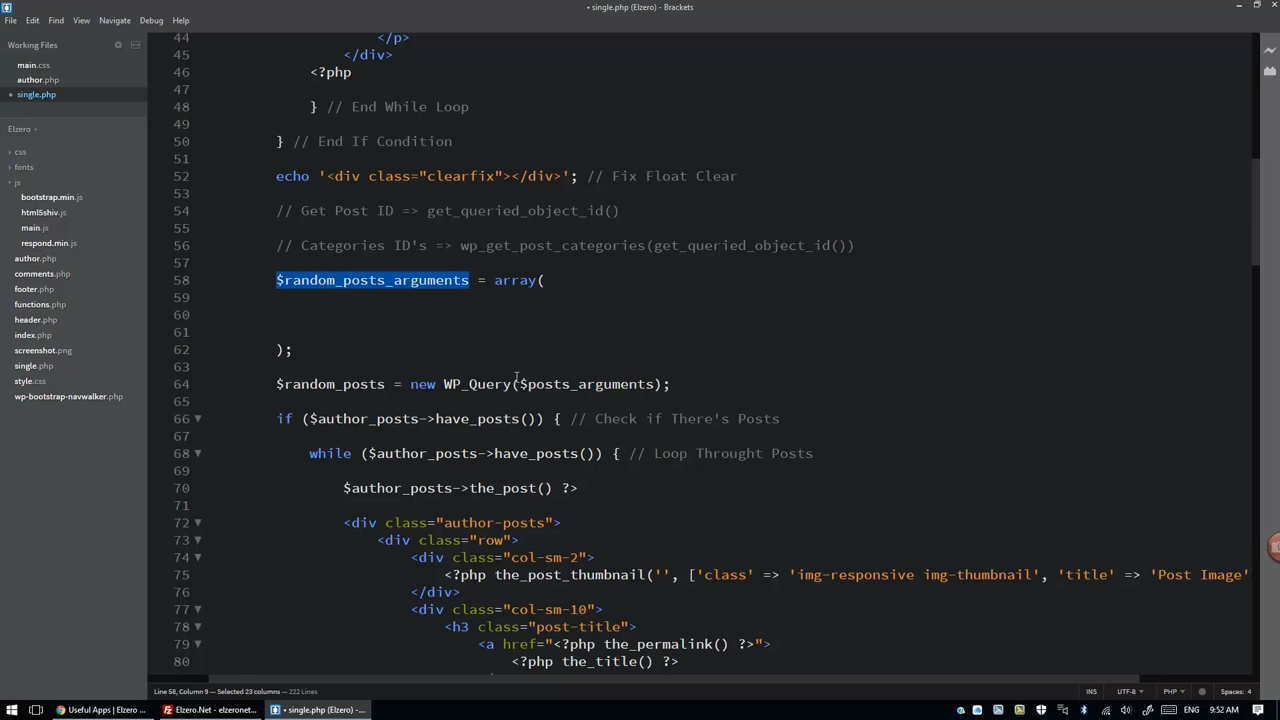 • single.php (Elzero) - Brackets
File Edit Find View Navigate Debug Help
Working Files
main.css
author.php
• single.php
Elzero
css
fonts
js
bootstrap.min.js
html5shiv.js
main.js
respond.min.js
author.php
comments.php
footer.php
functions.php
header.php
index.php
screenshot.png
single.php
style.css
wp-bootstrap-navwalker.php
44 </p>
45 </div>
46 <?php
47
48 } // End While Loop
49
50 } // End If Condition
51
52 echo '<div class="clearfix"></div>'; // Fix Float Clear
53
54 // Get Post ID => get_queried_object_id()
55
56 // Categories ID's => wp_get_post_categories(get_queried_object_id())
57
58 $random_posts_arguments = array(
59
60
61
62 );
63
64 $random_posts = new WP_Query($posts_arguments);
65
66 if ($author_posts->have_posts()) { // Check if There's Posts
67
68 while ($author_posts->have_posts()) { // Loop Throught Posts
69
70 $author_posts->the_post() ?>
71
72 <div class="author-posts">
73 <div class="row">
74 <div class="col-sm-2">
75 <?php the_post_thumbnail('', ['class' => 'img-responsive img-thumbnail', 'title' => 'Post Image'
76 </div>
77 <div class="col-sm-10">
78 <h3 class="post-title">
79 <a href="<?php the_permalink() ?>">
80 <?php the_title() ?>
Line 58, Column 9 — Selected 23 columns — 222 Lines
INS UTF-8 PHP Spaces: 4
Useful Apps | Elzero ...
Elzero.Net - elzeronet...
• single.php (Elzero) -...
ENG 9:52 AM